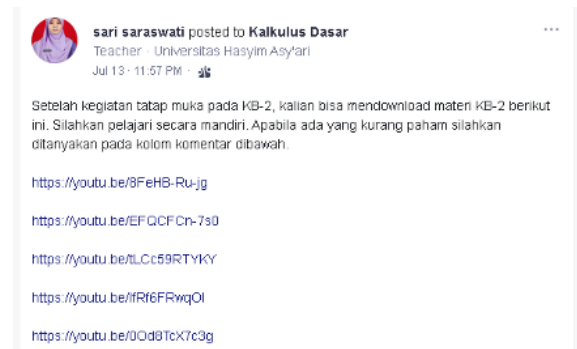 sari saraswati posted to Kalkulus Dasar
Teacher · Universitas Hasyim Asy'ari
Jul 13 · 11:57 PM ·
Setelah kegiatan tatap muka pada KB-2, kalian bisa mendownload materi KB-2 berikut
ini. Silahkan pelajari secara mandiri. Apabila ada yang kurang paham silahkan
ditanyakan pada kolom komentar dibawah.
https://youtu.be/8FeHB-Ru-jg
https://youtu.be/EFQCFCn-7s0
https://youtu.be/tLCc59RTYKY
https://youtu.be/lfRf6FRwqOI
https://youtu.be/0Od8TcX7c3g